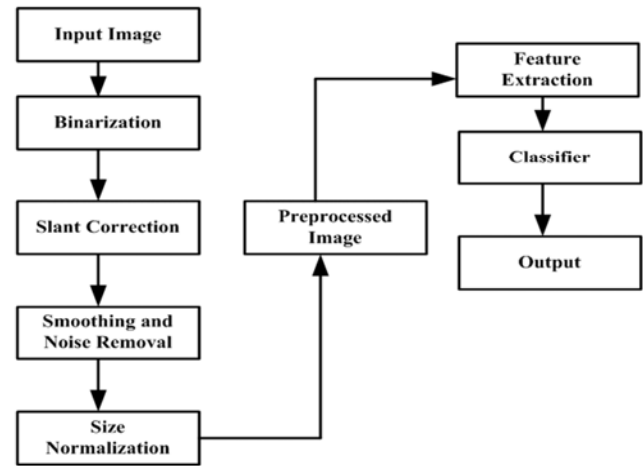 Input Image
Binarization
Slant Correction
Smoothing and
Noise Removal
Size
Normalization
Preprocessed
Image
Feature
Extraction
Classifier
Output